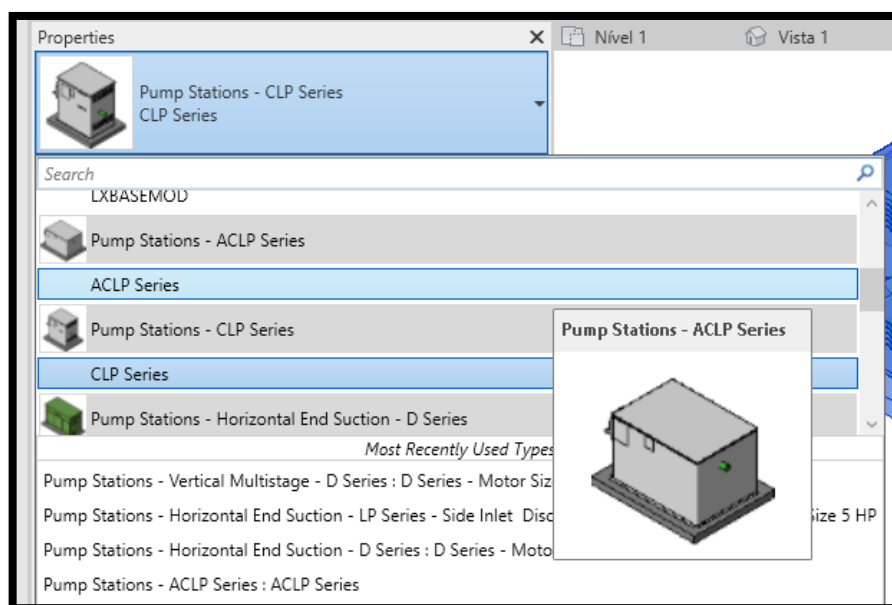 Properties
Nível 1
Vista 1
Pump Stations - CLP Series
CLP Series
Search
LXBASEMOD
Pump Stations - ACLP Series
ACLP Series
Pump Stations - CLP Series
CLP Series
Pump Stations - Horizontal End Suction - D Series
Pump Stations - ACLP Series
Most Recently Used Types
Pump Stations - Vertical Multistage - D Series : D Series - Motor Siz
Pump Stations - Horizontal End Suction - LP Series - Side Inlet Disc
ize 5 HP
Pump Stations - Horizontal End Suction - D Series : D Series - Moto
Pump Stations - ACLP Series : ACLP Series